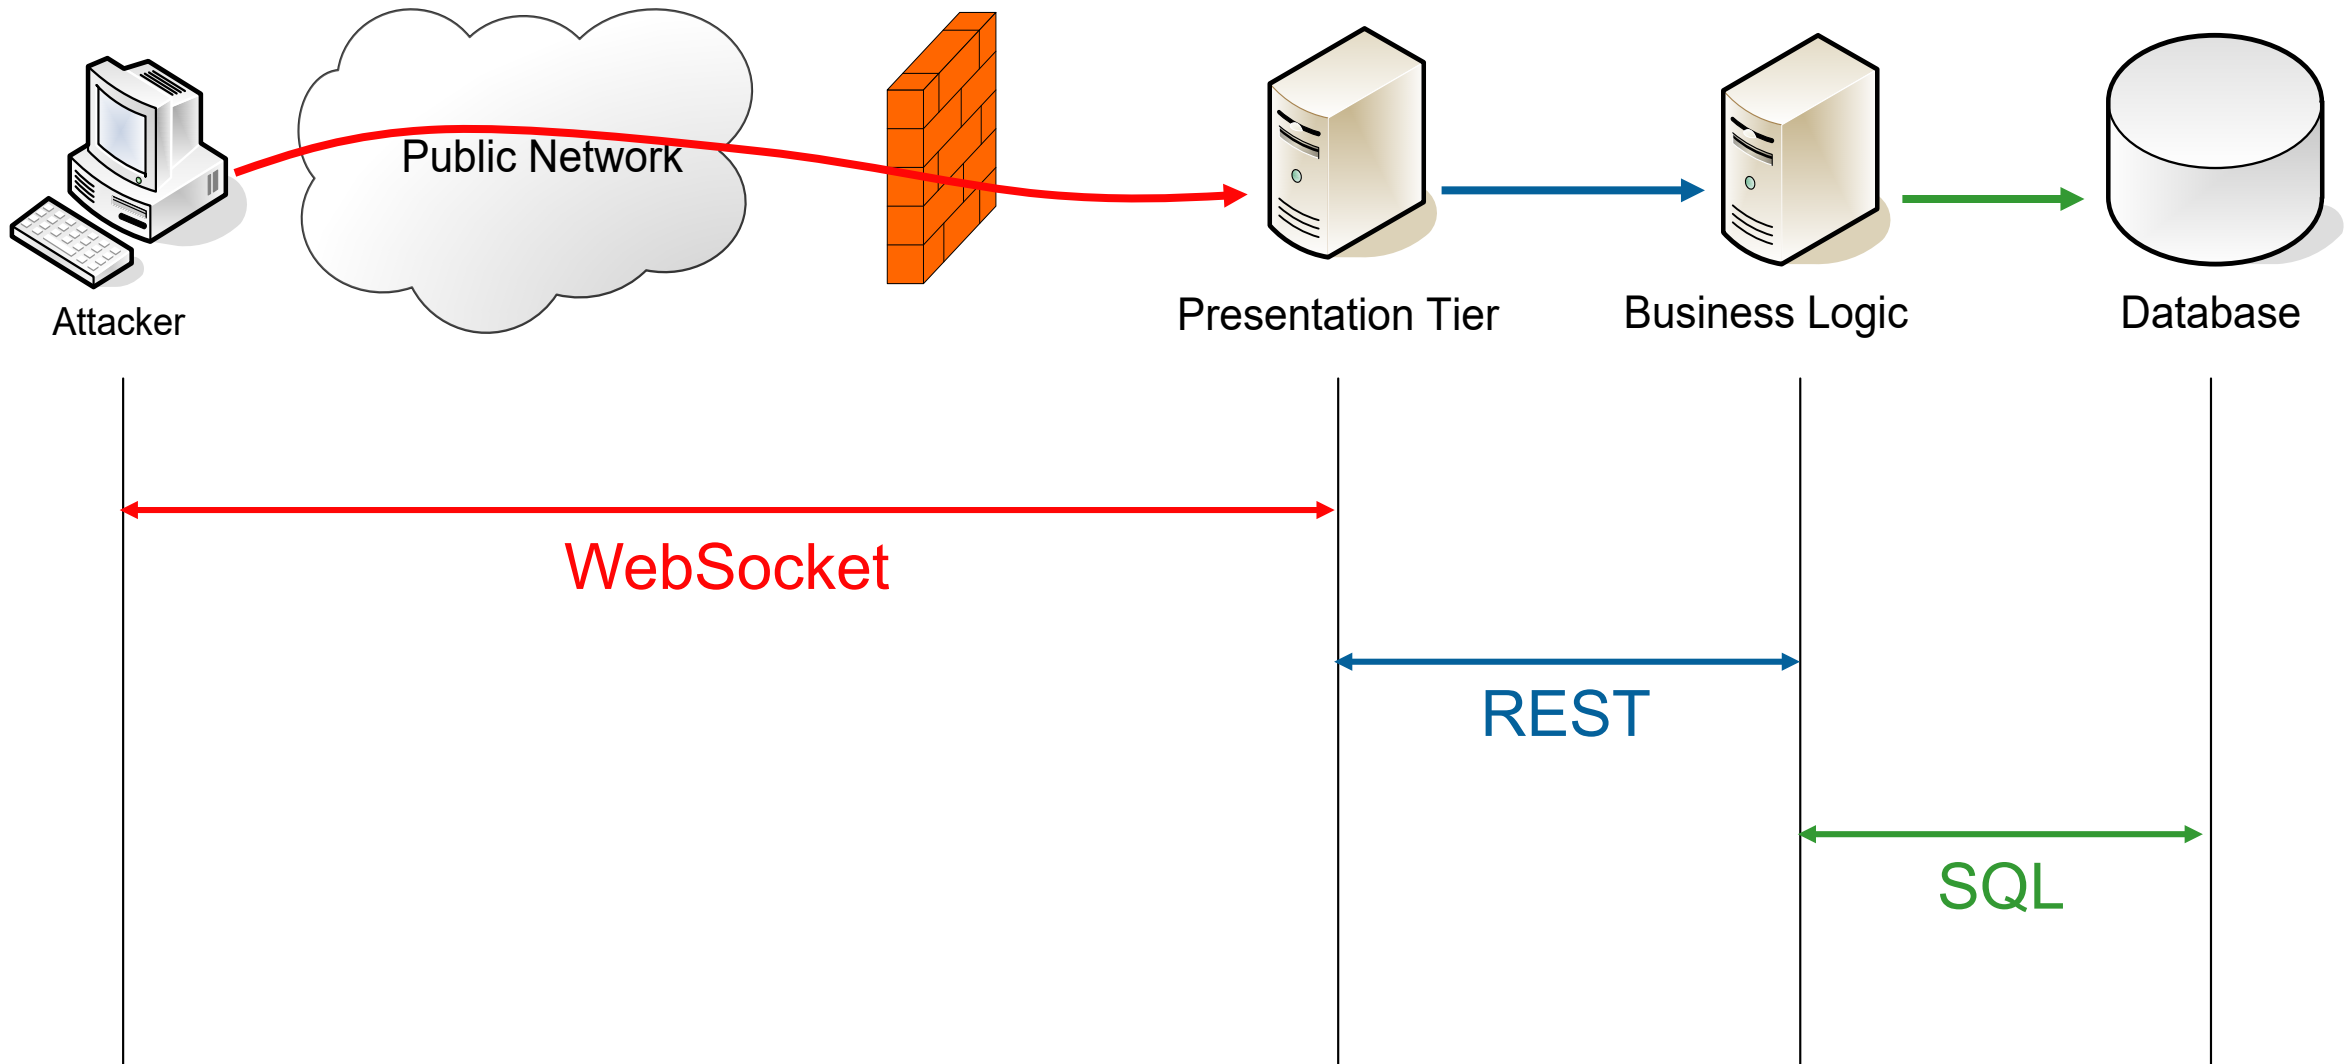 Public Network
Attacker
Presentation Tier
Business Logic
Database
WebSocket
REST
SQL